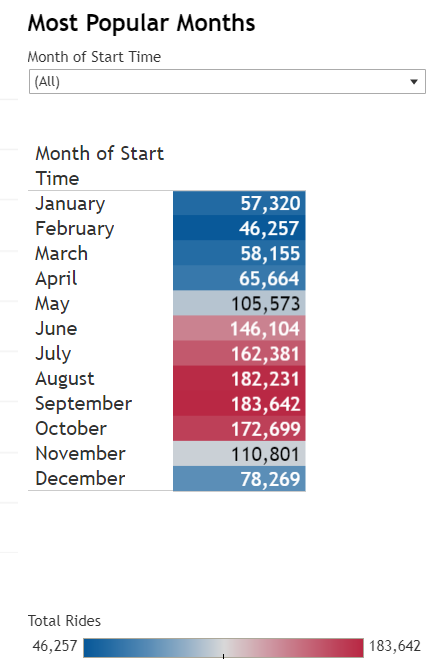 Most Popular Months
Month of Start Time
(All)
Month of Start
Time
January 57,320
February 46,257
March 58,155
April 65,664
May 105,573
June 146,104
July 162,381
August 182,231
September 183,642
October 172,699
November 110,801
December 78,269
Total Rides
46,257 183,642